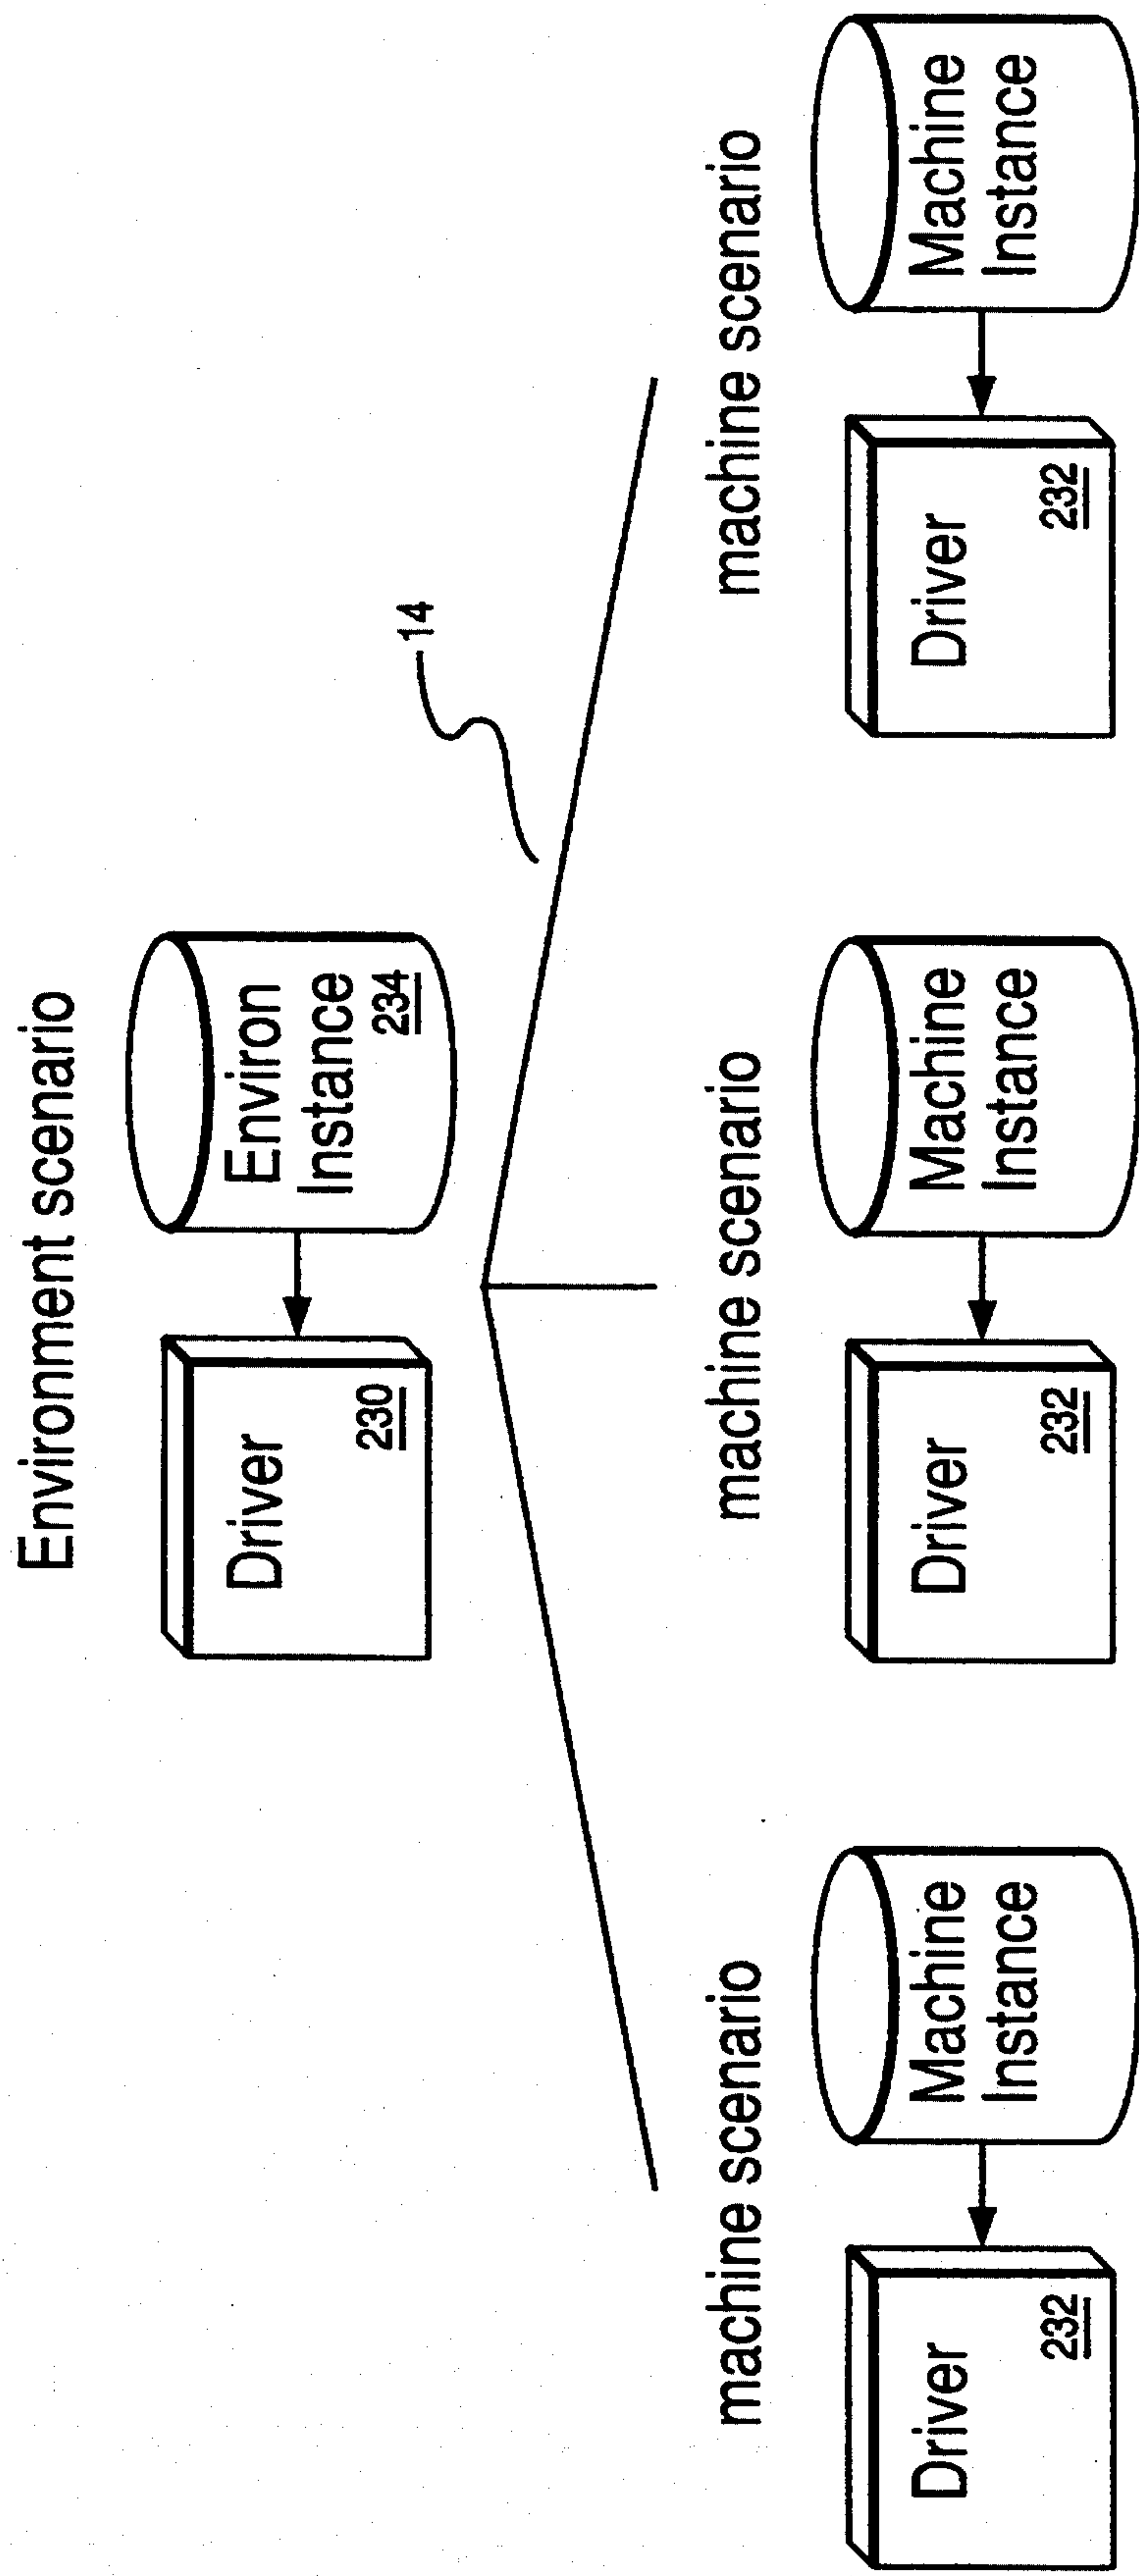 Environment scenario
Driver
230
Environ
Instance
234
14
machine scenario
Driver
232
Machine
Instance
machine scenario
Driver
232
Machine
Instance
machine scenario
Driver
232
Machine
Instance